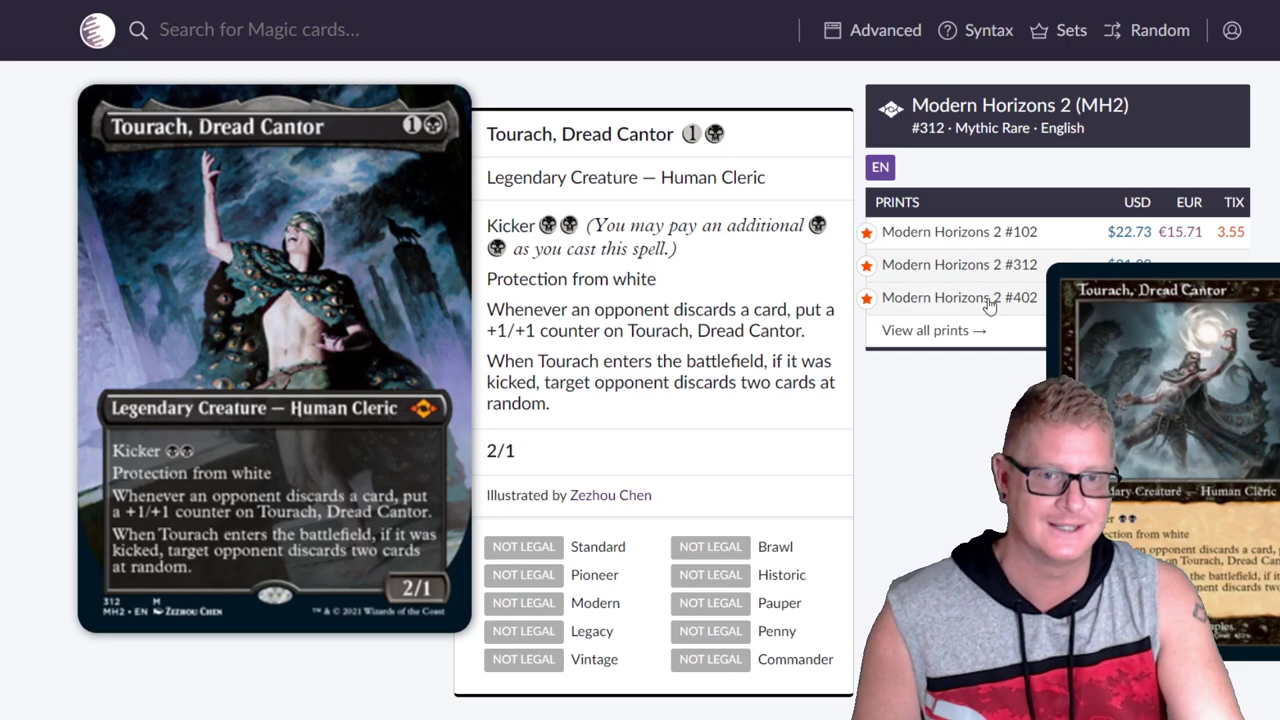 Search for Magic cards...
Advanced
Syntax
Sets
Random
Tourach, Dread Cantor
Legendary Creature — Human Cleric
Kicker
Protection from white
Whenever an opponent discards a card, put
a +1/+1 counter on Tourach, Dread Cantor.
When Tourach enters the battlefield, if it was
kicked, target opponent discards two cards
at random.
2/1
312 M
MH2 • EN ZEZHOU CHEN
™ & © 2021 Wizards of the Coast
Tourach, Dread Cantor
Legendary Creature — Human Cleric
Kicker (You may pay an additional
as you cast this spell.)
Protection from white
Whenever an opponent discards a card, put a
+1/+1 counter on Tourach, Dread Cantor.
When Tourach enters the battlefield, if it was
kicked, target opponent discards two cards at
random.
2/1
Illustrated by Zezhou Chen
NOT LEGAL Standard NOT LEGAL Brawl
NOT LEGAL Pioneer NOT LEGAL Historic
NOT LEGAL Modern NOT LEGAL Pauper
NOT LEGAL Legacy NOT LEGAL Penny
NOT LEGAL Vintage NOT LEGAL Commander
Modern Horizons 2 (MH2)
#312 · Mythic Rare · English
EN
PRINTS USD EUR TIX
Modern Horizons 2 #102 $22.73 €15.71 3.55
Modern Horizons 2 #312
Modern Horizons 2 #402
View all prints →
Tourach, Dread Cantor
Creature — Human Cleric
from white
opponent discards a card,
the battlefield, if
discards two